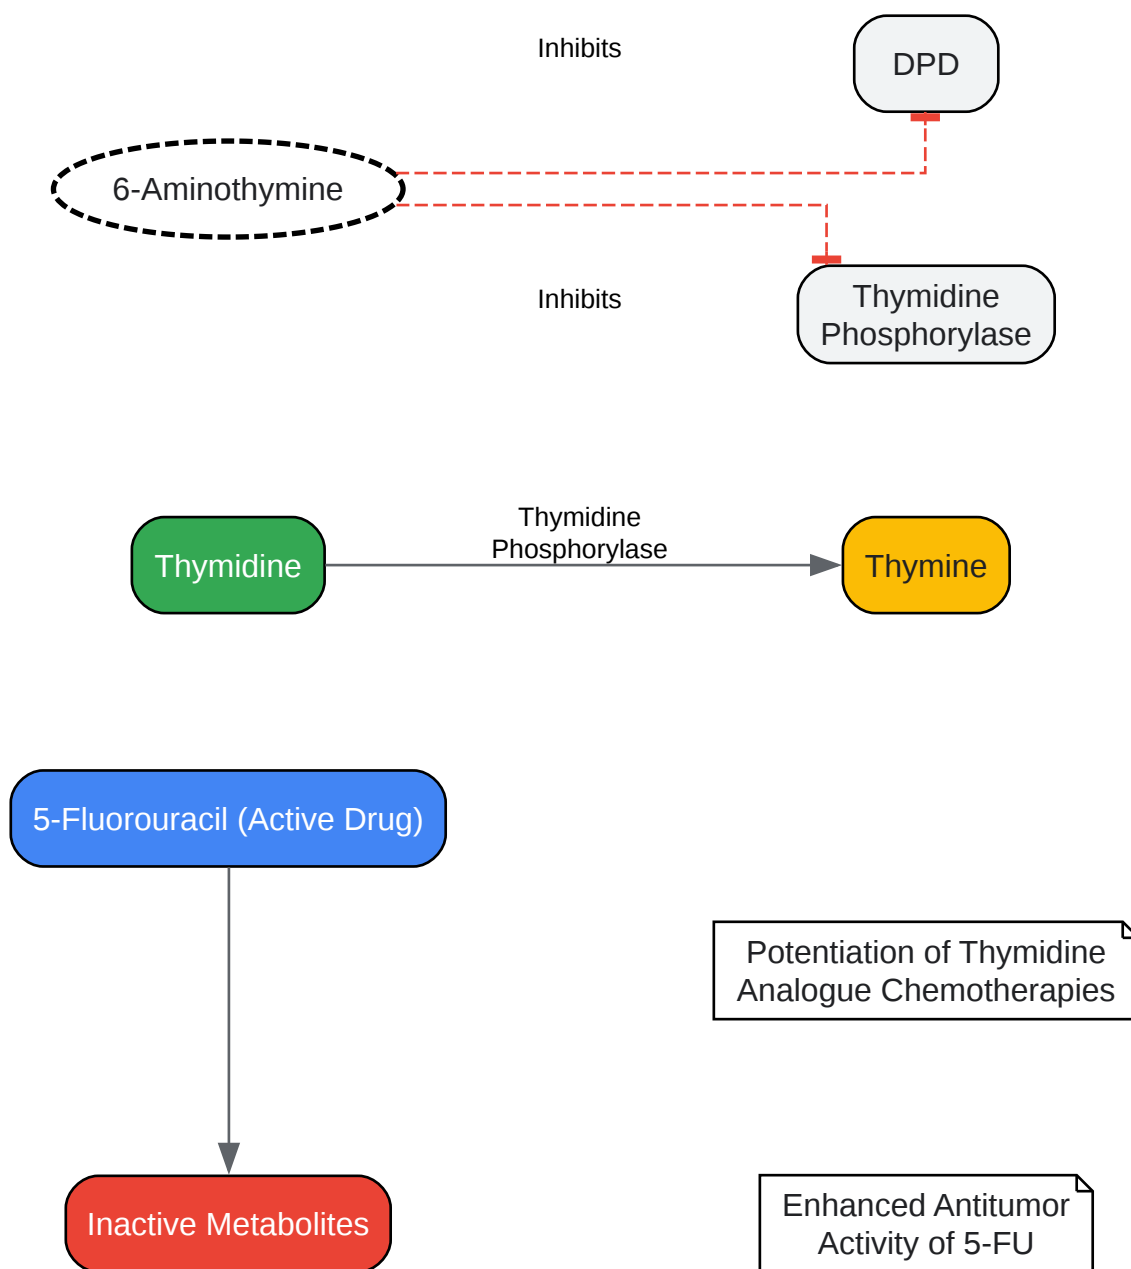 Inhibits
DPD
6-Aminothymine
Inhibits
Thymidine
Phosphorylase
Thymidine
Phosphorylase
Thymidine
Thymine
5-Fluorouracil (Active Drug)
Potentiation of Thymidine
Analogue Chemotherapies
Inactive Metabolites
Enhanced Antitumor
Activity of 5-FU